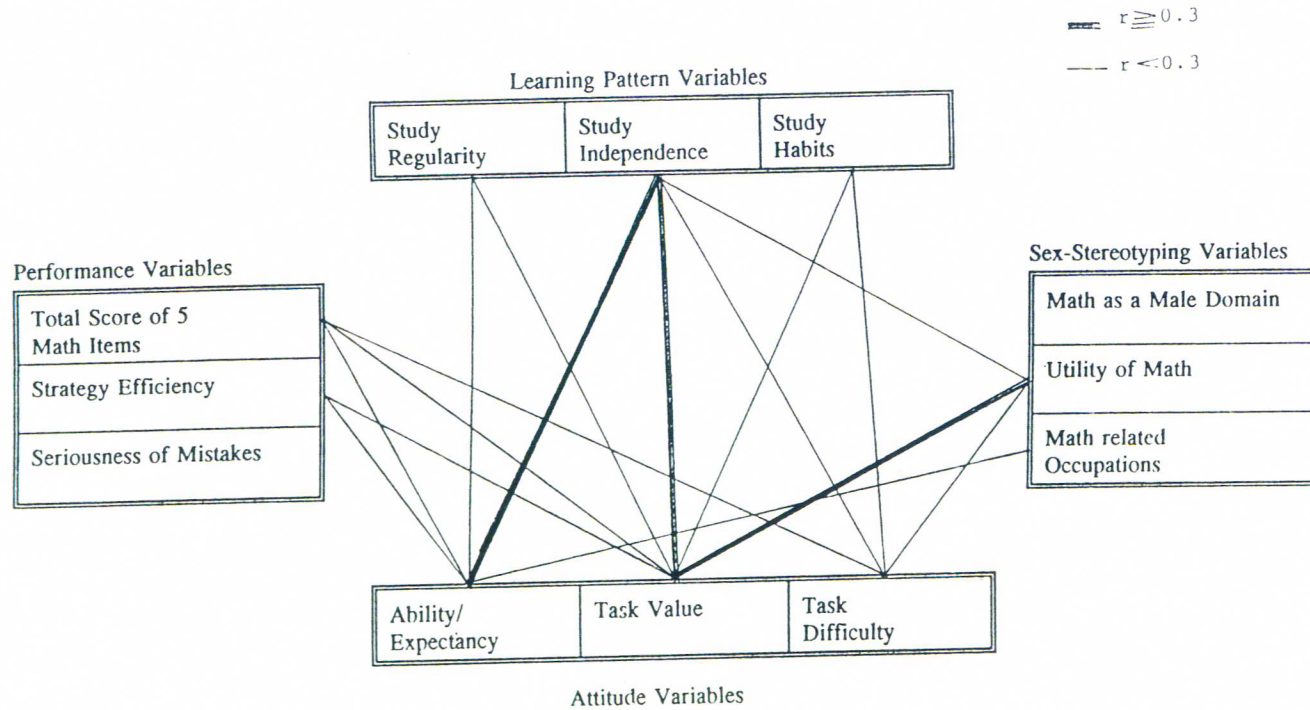 r≧0.3
r<0.3
Learning Pattern Variables
Study
Regularity
Study
Independence
Study
Habits
Performance Variables
Total Score of 5
Math Items
Strategy Efficiency
Seriousness of Mistakes
Sex-Stereotyping Variables
Math as a Male Domain
Utility of Math
Math related
Occupations
Ability/
Expectancy
Task Value
Task
Difficulty
Attitude Variables